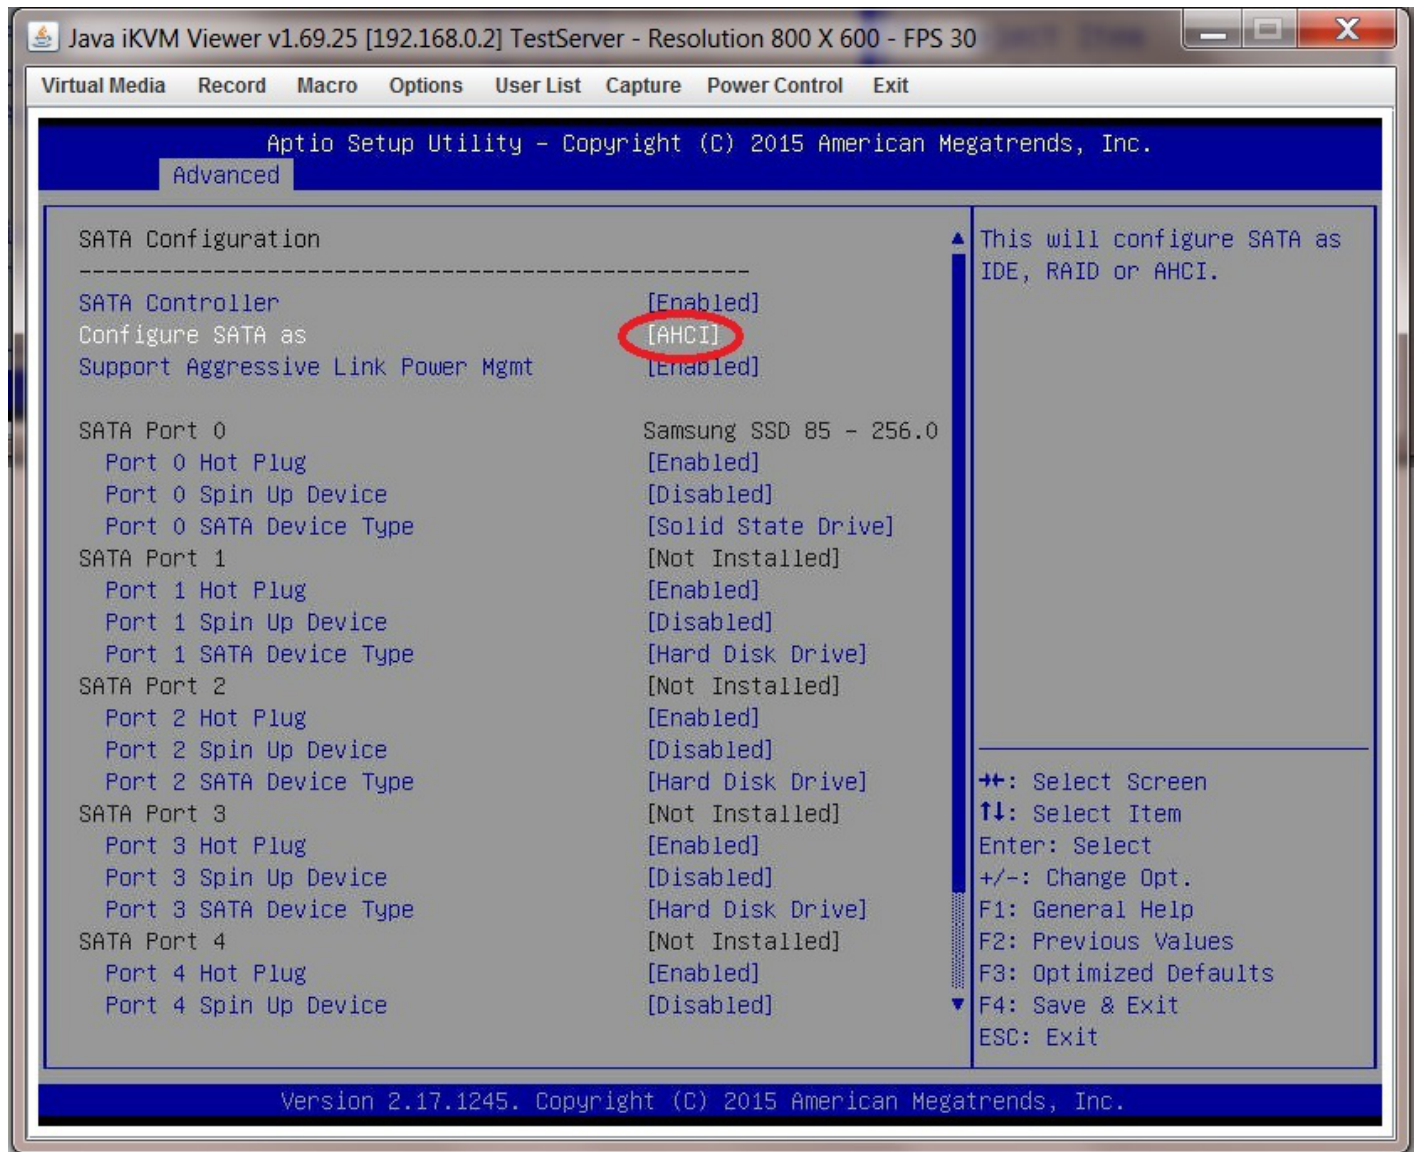 Java iKVM Viewer v1.69.25 [192.168.0.2] TestServer - Resolution 800 X 600 - FPS 30
Virtual Media Record Macro Options User List Capture Power Control Exit
Aptio Setup Utility - Copyright (C) 2015 American Megatrends, Inc.
Advanced
SATA Configuration
--------------------------------------------------
SATA Controller [Enabled]
Configure SATA as [AHCI]
Support Aggressive Link Power Mgmt [Enabled]
SATA Port 0 Samsung SSD 85 - 256.0
Port 0 Hot Plug [Enabled]
Port 0 Spin Up Device [Disabled]
Port 0 SATA Device Type [Solid State Drive]
SATA Port 1 [Not Installed]
Port 1 Hot Plug [Enabled]
Port 1 Spin Up Device [Disabled]
Port 1 SATA Device Type [Hard Disk Drive]
SATA Port 2 [Not Installed]
Port 2 Hot Plug [Enabled]
Port 2 Spin Up Device [Disabled]
Port 2 SATA Device Type [Hard Disk Drive]
SATA Port 3 [Not Installed]
Port 3 Hot Plug [Enabled]
Port 3 Spin Up Device [Disabled]
Port 3 SATA Device Type [Hard Disk Drive]
SATA Port 4 [Not Installed]
Port 4 Hot Plug [Enabled]
Port 4 Spin Up Device [Disabled]
This will configure SATA as
IDE, RAID or AHCI.
→←: Select Screen
↑↓: Select Item
Enter: Select
+/-: Change Opt.
F1: General Help
F2: Previous Values
F3: Optimized Defaults
F4: Save & Exit
ESC: Exit
Version 2.17.1245. Copyright (C) 2015 American Megatrends, Inc.